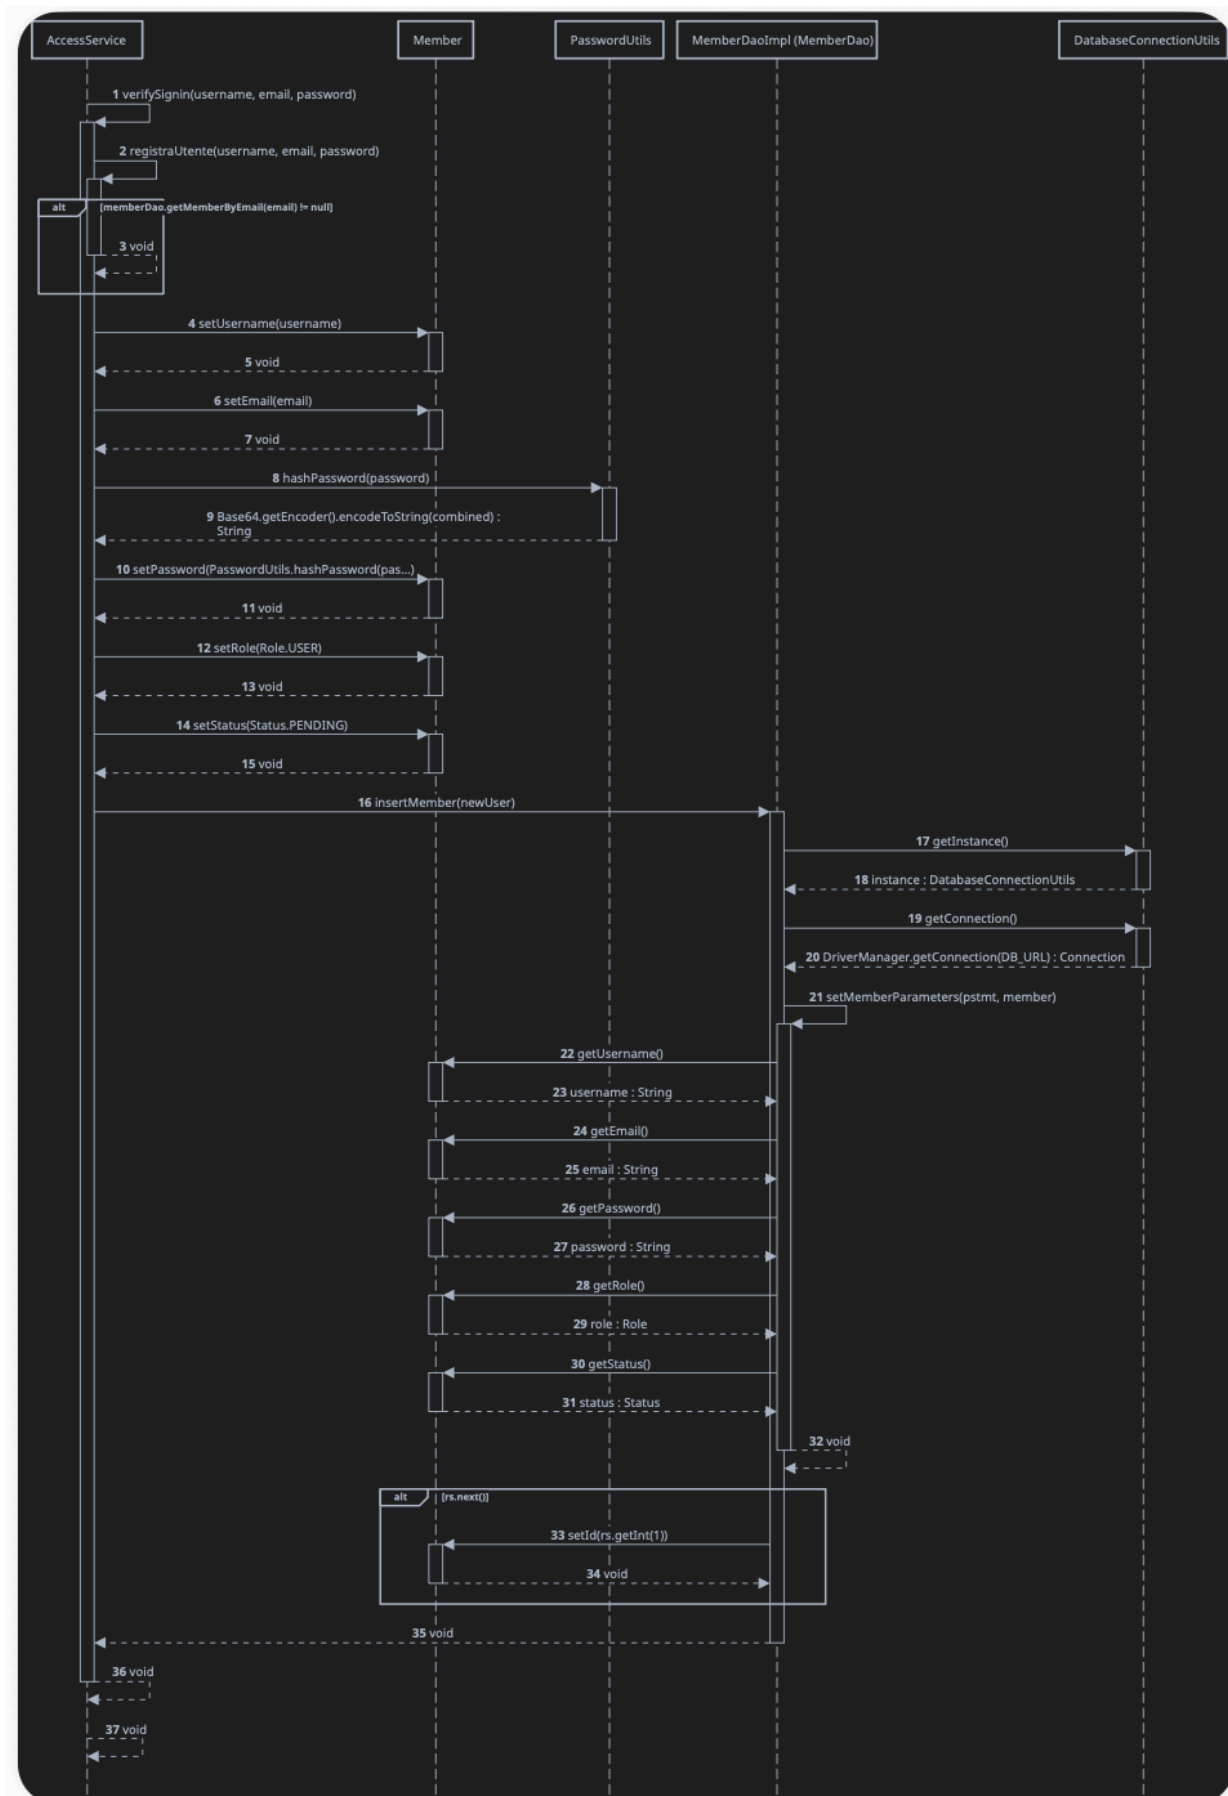 AccessService
Member
PasswordUtils
MemberDaoImpl (MemberDao)
DatabaseConnectionUtils
1 verifySignin(username, email, password)
2 registraUtente(username, email, password)
alt
[memberDao.getMemberByEmail(email) != null]
3 void
4 setUsername(username)
5 void
6 setEmail(email)
7 void
8 hashPassword(password)
9 Base64.getEncoder().encodeToString(combined) :
String
10 setPassword(PasswordUtils.hashPassword(pas...)
11 void
12 setRole(Role.USER)
13 void
14 setStatus(Status.PENDING)
15 void
16 insertMember(newUser)
17 getInstance()
18 instance : DatabaseConnectionUtils
19 getConnection()
20 DriverManager.getConnection(DB_URL) : Connection
21 setMemberParameters(pstmt, member)
22 getUsername()
23 username : String
24 getEmail()
25 email : String
26 getPassword()
27 password : String
28 getRole()
29 role : Role
30 getStatus()
31 status : Status
32 void
alt
[rs.next()]
33 setId(rs.getInt(1))
34 void
35 void
36 void
37 void